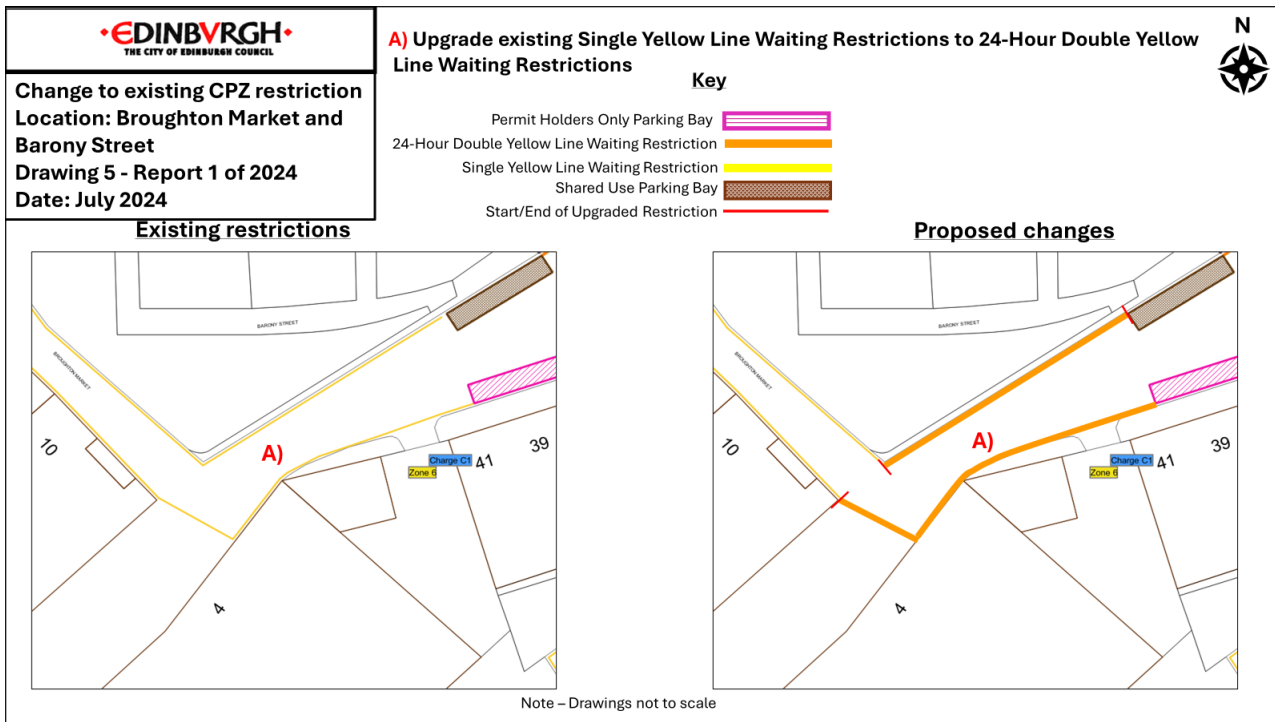 EDINBVRGH
THE CITY OF EDINBURGH COUNCIL
Change to existing CPZ restriction
Location: Broughton Market and
Barony Street
Drawing 5 - Report 1 of 2024
Date: July 2024
A) Upgrade existing Single Yellow Line Waiting Restrictions to 24-Hour Double Yellow
Line Waiting Restrictions
N
Key
Permit Holders Only Parking Bay
24-Hour Double Yellow Line Waiting Restriction
Single Yellow Line Waiting Restriction
Shared Use Parking Bay
Start/End of Upgraded Restriction
Existing restrictions
BARONY STREET
BROUGHTON MARKET
10
A)
39
41
Charge C1
Zone 6
4
Proposed changes
BARONY STREET
BROUGHTON MARKET
10
A)
39
41
Charge C1
Zone 6
4
Note – Drawings not to scale